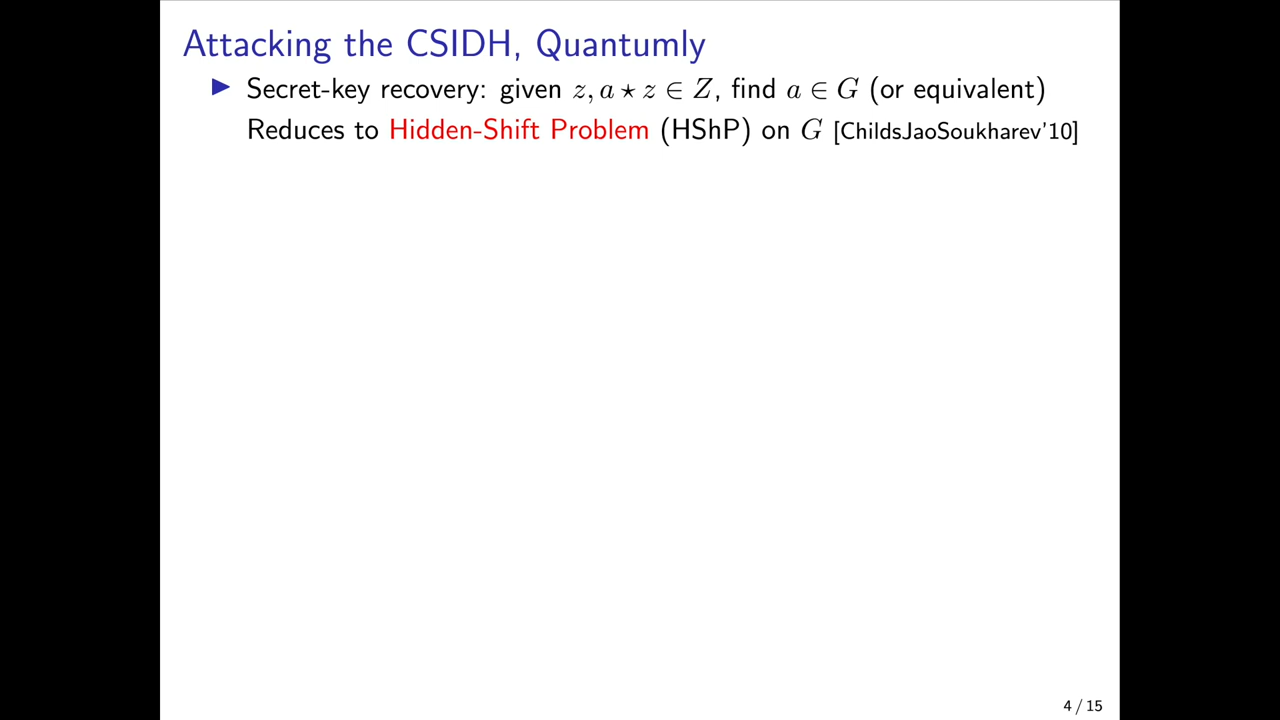 Attacking the CSIDH, Quantumly
▶ Secret-key recovery: given z, a ⋆ z ∈ Z, find a ∈ G (or equivalent)
Reduces to Hidden-Shift Problem (HShP) on G [ChildsJaoSoukharev'10]
4 / 15